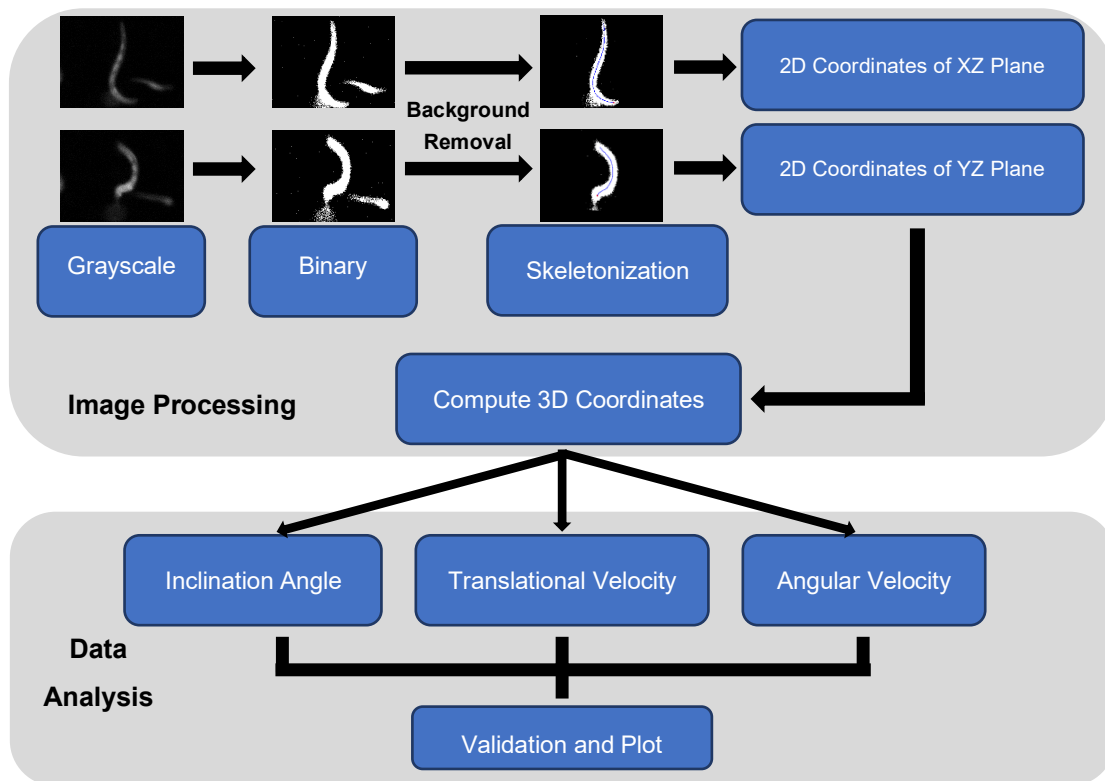 2D Coordinates of XZ Plane
Background
Removal
2D Coordinates of YZ Plane
Grayscale
Binary
Skeletonization
Compute 3D Coordinates
Image Processing
Inclination Angle
Translational Velocity
Angular Velocity
Data
Analysis
Validation and Plot